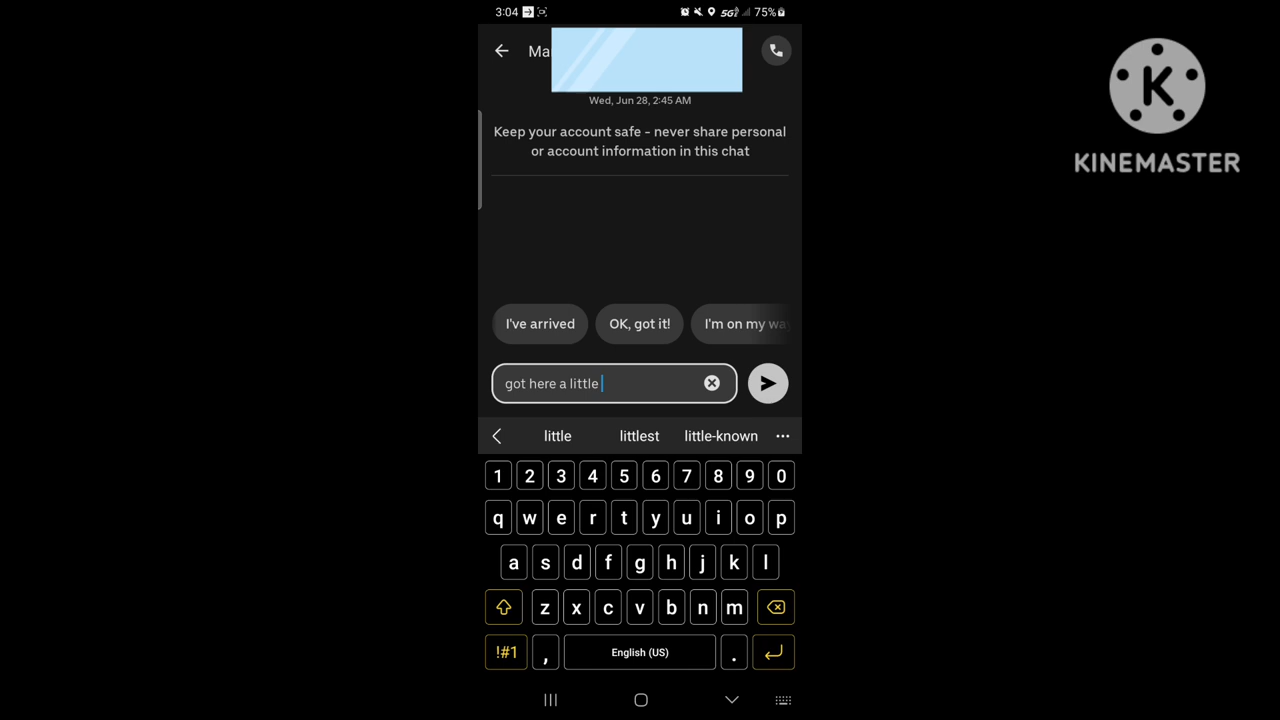 3:04 5G 75%
Ma
Wed, Jun 28, 2:45 AM
Keep your account safe - never share personal
or account information in this chat
I've arrived OK, got it! I'm on my way
got here a little
little littlest little-known
1 2 3 4 5 6 7 8 9 0
q w e r t y u i o p
a s d f g h j k l
z x c v b n m
!#1 , English (US) .
K
KINEMASTER